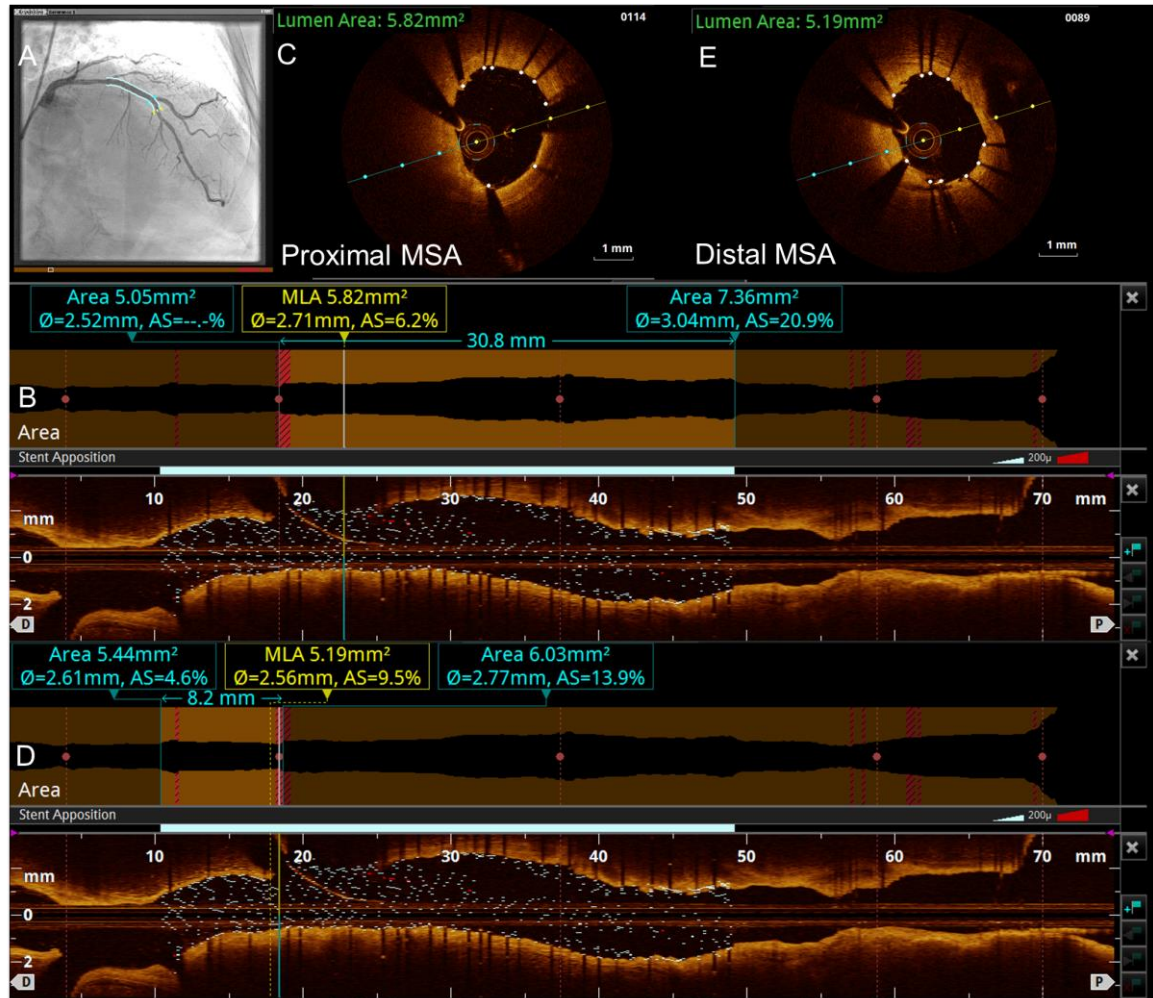 A
Lumen Area: 5.82mm²
0114
C
Proximal MSA
1 mm
Lumen Area: 5.19mm²
0089
E
Distal MSA
1 mm
Area 5.05mm²
Ø=2.52mm, AS=--.-%
MLA 5.82mm²
Ø=2.71mm, AS=6.2%
Area 7.36mm²
Ø=3.04mm, AS=20.9%
30.8 mm
B
Area
Stent Apposition
200µ
10 20 30 40 50 60 70 mm
mm
0
2
D
P
Area 5.44mm²
Ø=2.61mm, AS=4.6%
MLA 5.19mm²
Ø=2.56mm, AS=9.5%
Area 6.03mm²
Ø=2.77mm, AS=13.9%
8.2 mm
D
Area
Stent Apposition
200µ
10 20 30 40 50 60 70 mm
mm
0
2
D
P